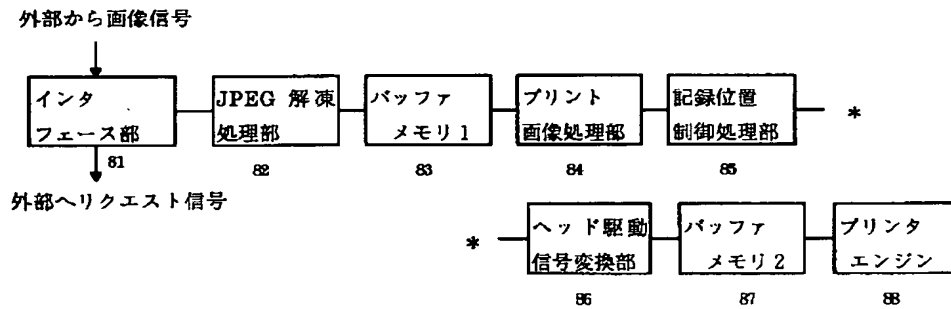 外部から画像信号
インタ
フェース部
81
JPEG 解凍
処理部
82
バッファ
メモリ1
83
プリント
画像処理部
84
記録位置
制御処理部
85
*
外部へリクエスト信号
*
ヘッド駆動
信号変換部
86
バッファ
メモリ2
87
プリンタ
エンジン
88